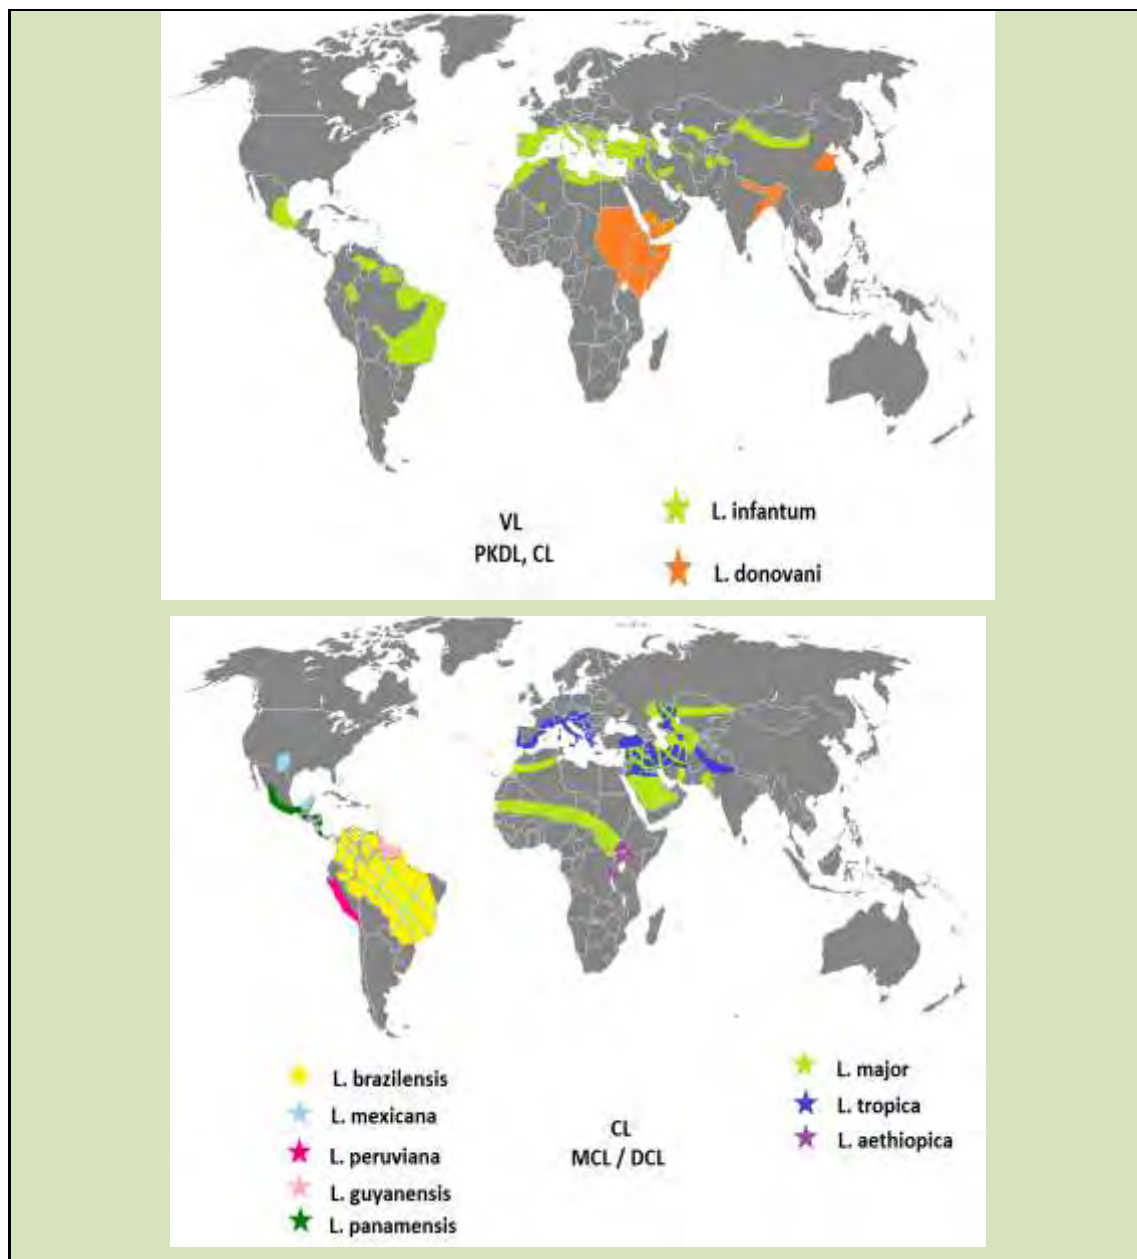 VL
PKDL, CL
L. infantum
L. donovani
L. brazilensis
L. mexicana
L. peruviana
L. guyanensis
L. panamensis
CL
MCL / DCL
L. major
L. tropica
L. aethiopica